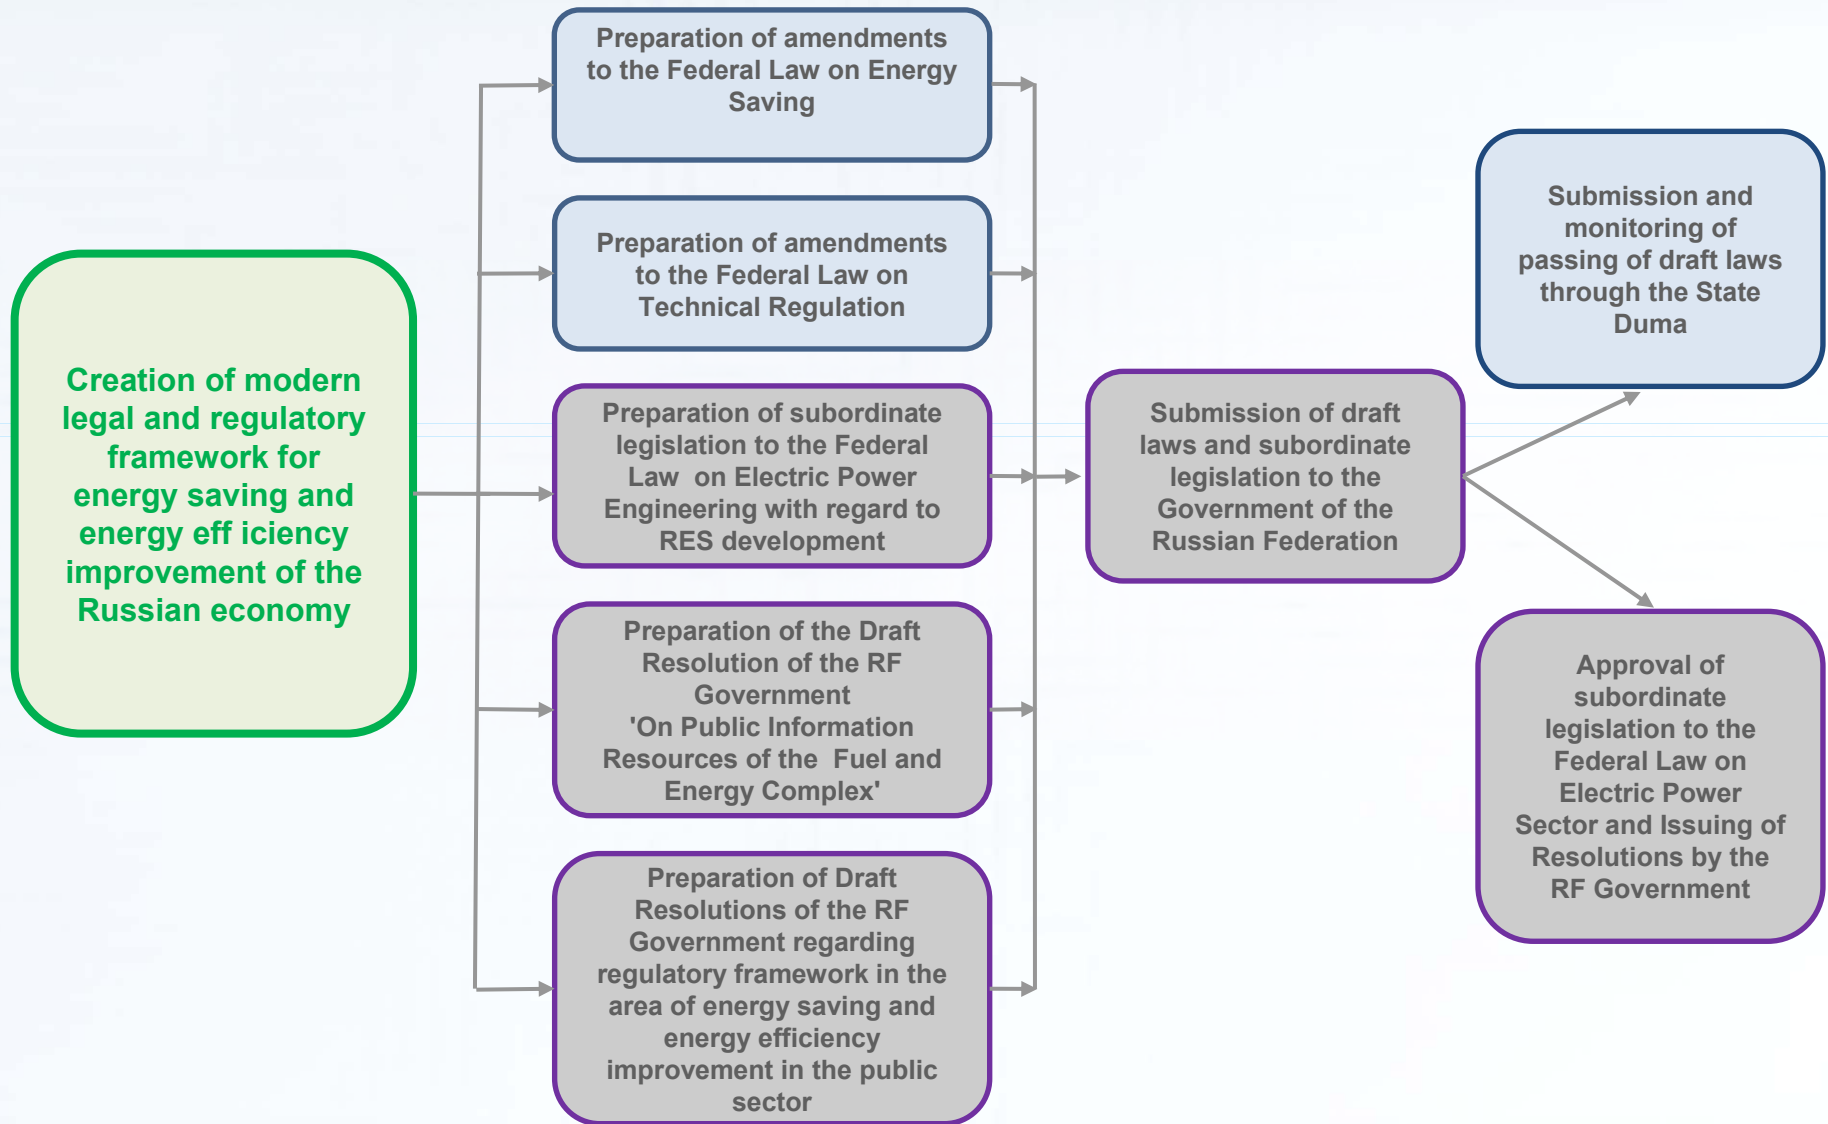 Creation of modern
legal and regulatory
framework for
energy saving and
energy eff iciency
improvement of the
Russian economy
Preparation of amendments
to the Federal Law on Energy
Saving
Preparation of amendments
to the Federal Law on
Technical Regulation
Preparation of subordinate
legislation to the Federal
Law on Electric Power
Engineering with regard to
RES development
Preparation of the Draft
Resolution of the RF
Government
'On Public Information
Resources of the Fuel and
Energy Complex'
Preparation of Draft
Resolutions of the RF
Government regarding
regulatory framework in the
area of energy saving and
energy efficiency
improvement in the public
sector
Submission of draft
laws and subordinate
legislation to the
Government of the
Russian Federation
Submission and
monitoring of
passing of draft laws
through the State
Duma
Approval of
subordinate
legislation to the
Federal Law on
Electric Power
Sector and Issuing of
Resolutions by the
RF Government